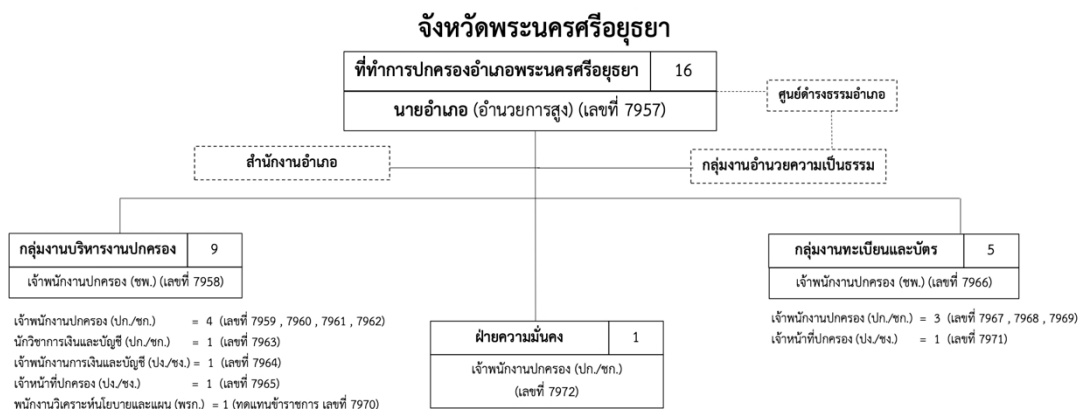 จังหวัดพระนครศรีอยุธยา
ที่ทำการปกครองอำเภอพระนครศรีอยุธยา 16
นายอำเภอ (อำนวยการสูง) (เลขที่ 7957)
ศูนย์ดำรงธรรมอำเภอ
สำนักงานอำเภอ
กลุ่มงานอำนวยความเป็นธรรม
กลุ่มงานบริหารงานปกครอง 9
เจ้าพนักงานปกครอง (ชพ.) (เลขที่ 7958)
เจ้าพนักงานปกครอง (ปก./ชก.) = 4 (เลขที่ 7959 , 7960 , 7961 , 7962)
นักวิชาการเงินและบัญชี (ปก./ชก.) = 1 (เลขที่ 7963)
เจ้าพนักงานการเงินและบัญชี (ปง./ชง.) = 1 (เลขที่ 7964)
เจ้าหน้าที่ปกครอง (ปง./ชง.) = 1 (เลขที่ 7965)
พนักงานวิเคราะห์นโยบายและแผน (พรก.) = 1 (ทดแทนข้าราชการ เลขที่ 7970)
ฝ่ายความมั่นคง 1
เจ้าพนักงานปกครอง (ปก./ชก.)
(เลขที่ 7972)
กลุ่มงานทะเบียนและบัตร 5
เจ้าพนักงานปกครอง (ชพ.) (เลขที่ 7966)
เจ้าพนักงานปกครอง (ปก./ชก.) = 3 (เลขที่ 7967 , 7968 , 7969)
เจ้าหน้าที่ปกครอง (ปง./ชง.) = 1 (เลขที่ 7971)